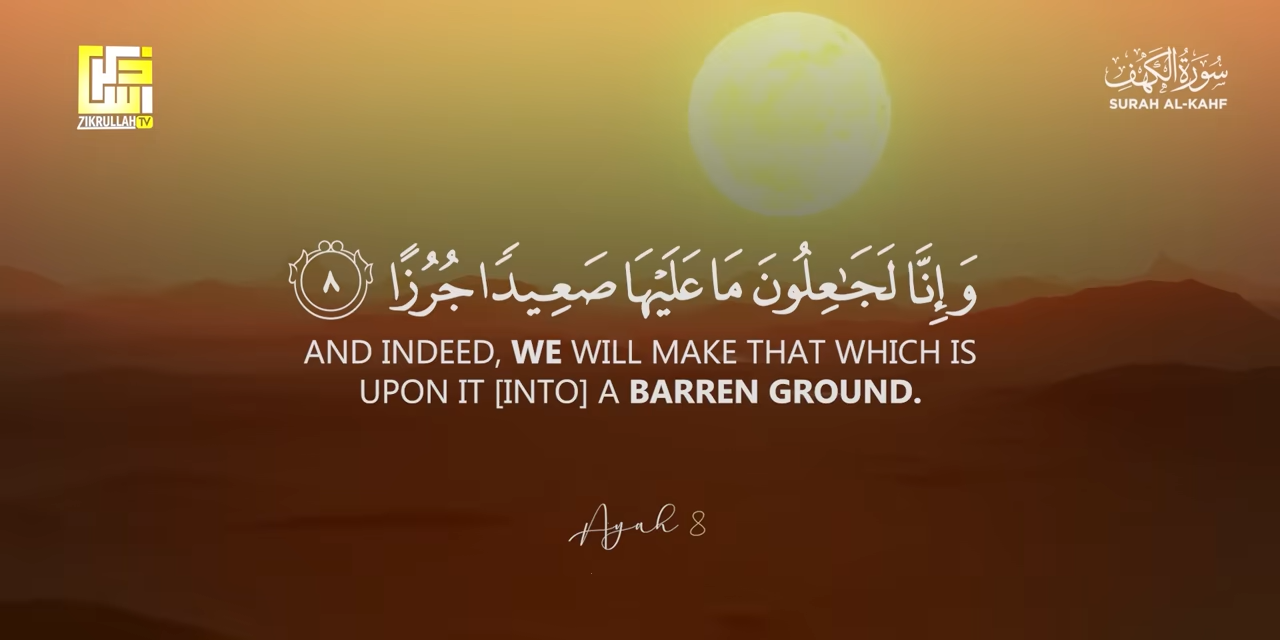 ZIKRULLAH TV
سُورَةُ الكَهْفِ
SURAH AL-KAHF
وَإِنَّا لَجَٰعِلُونَ مَا عَلَيْهَا صَعِيدًا جُرُزًا ٨
AND INDEED, WE WILL MAKE THAT WHICH IS
UPON IT [INTO] A BARREN GROUND.
Ayah 8